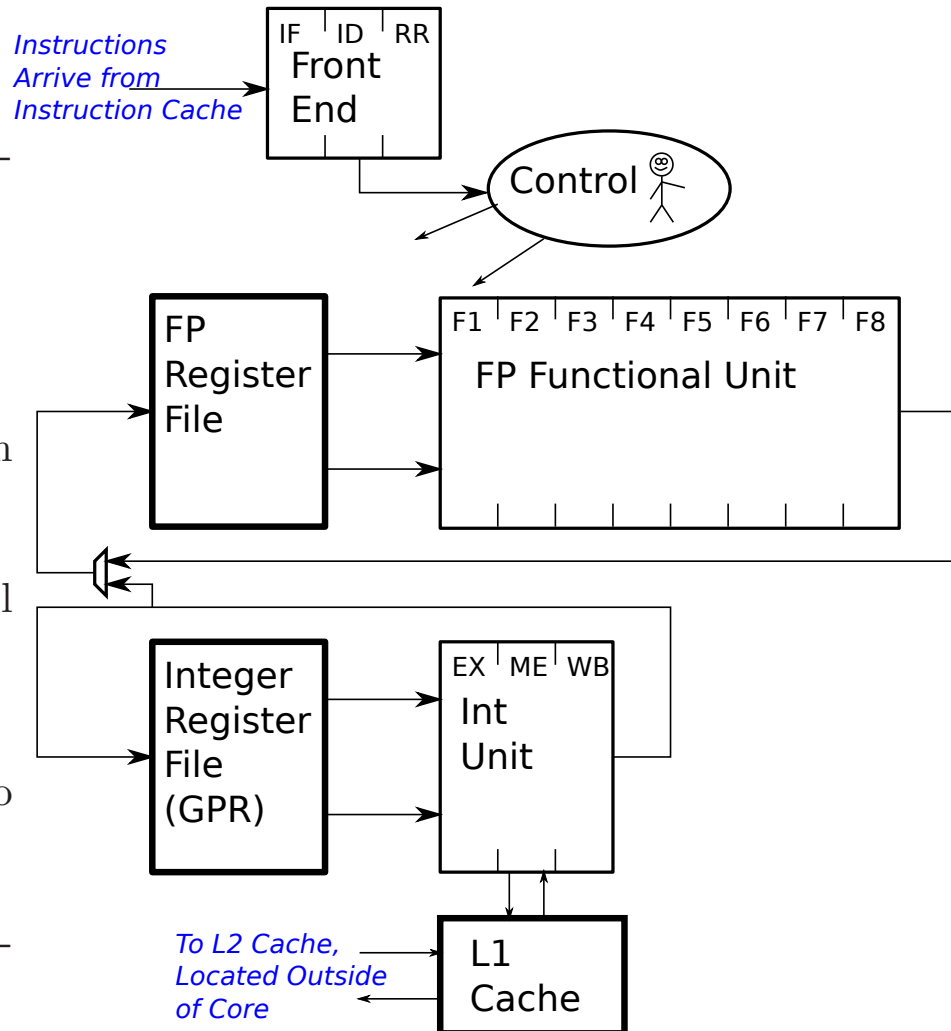 IF ID RR
Front
End
Instructions
Arrive from
Instruction Cache
Control
n
l
o
FP
Register
File
F1 F2 F3 F4 F5 F6 F7 F8
FP Functional Unit
Integer
Register
File
(GPR)
EX ME WB
Int
Unit
To L2 Cache,
Located Outside
of Core
L1
Cache